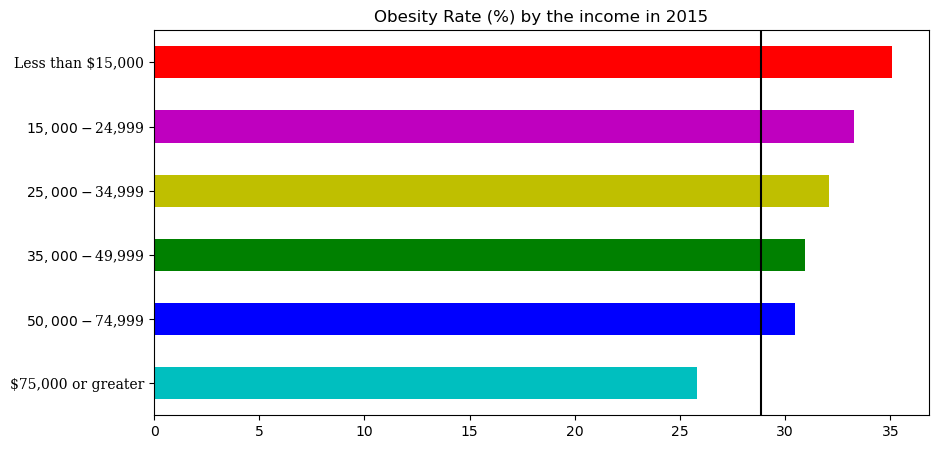 Obesity Rate (%) by the income in 2015
Less than $15,000
15,000 - 24,999
25,000 - 34,999
35,000 - 49,999
50,000 - 74,999
$75,000 or greater
0 5 10 15 20 25 30 35